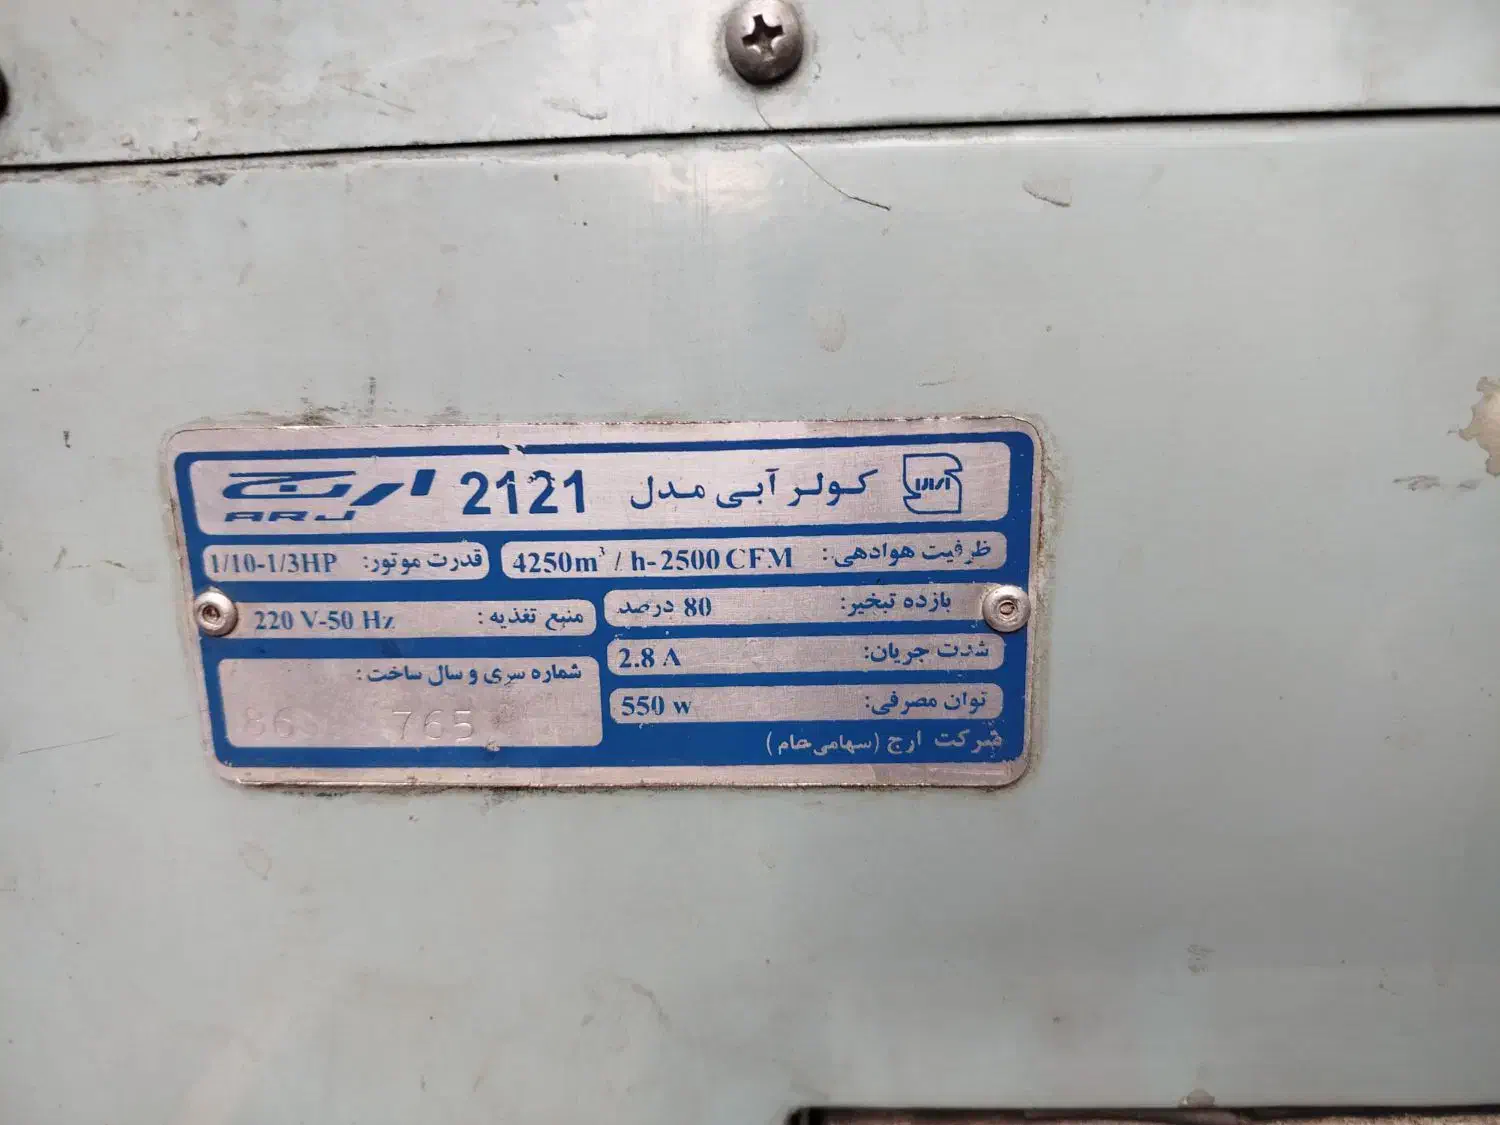 کولر آبی مدل 2121 ارج
ARJ
ظرفیت هوادهی: 4250m³ / h-2500 CFM
قدرت موتور: 1/10-1/3HP
بازده تبخیر: 80 درصد
منبع تغذیه: 220 V-50 Hz
شدت جریان: 2.8 A
توان مصرفی: 550 w
شماره سری و سال ساخت:
765
شرکت ارج (سهامی عام)